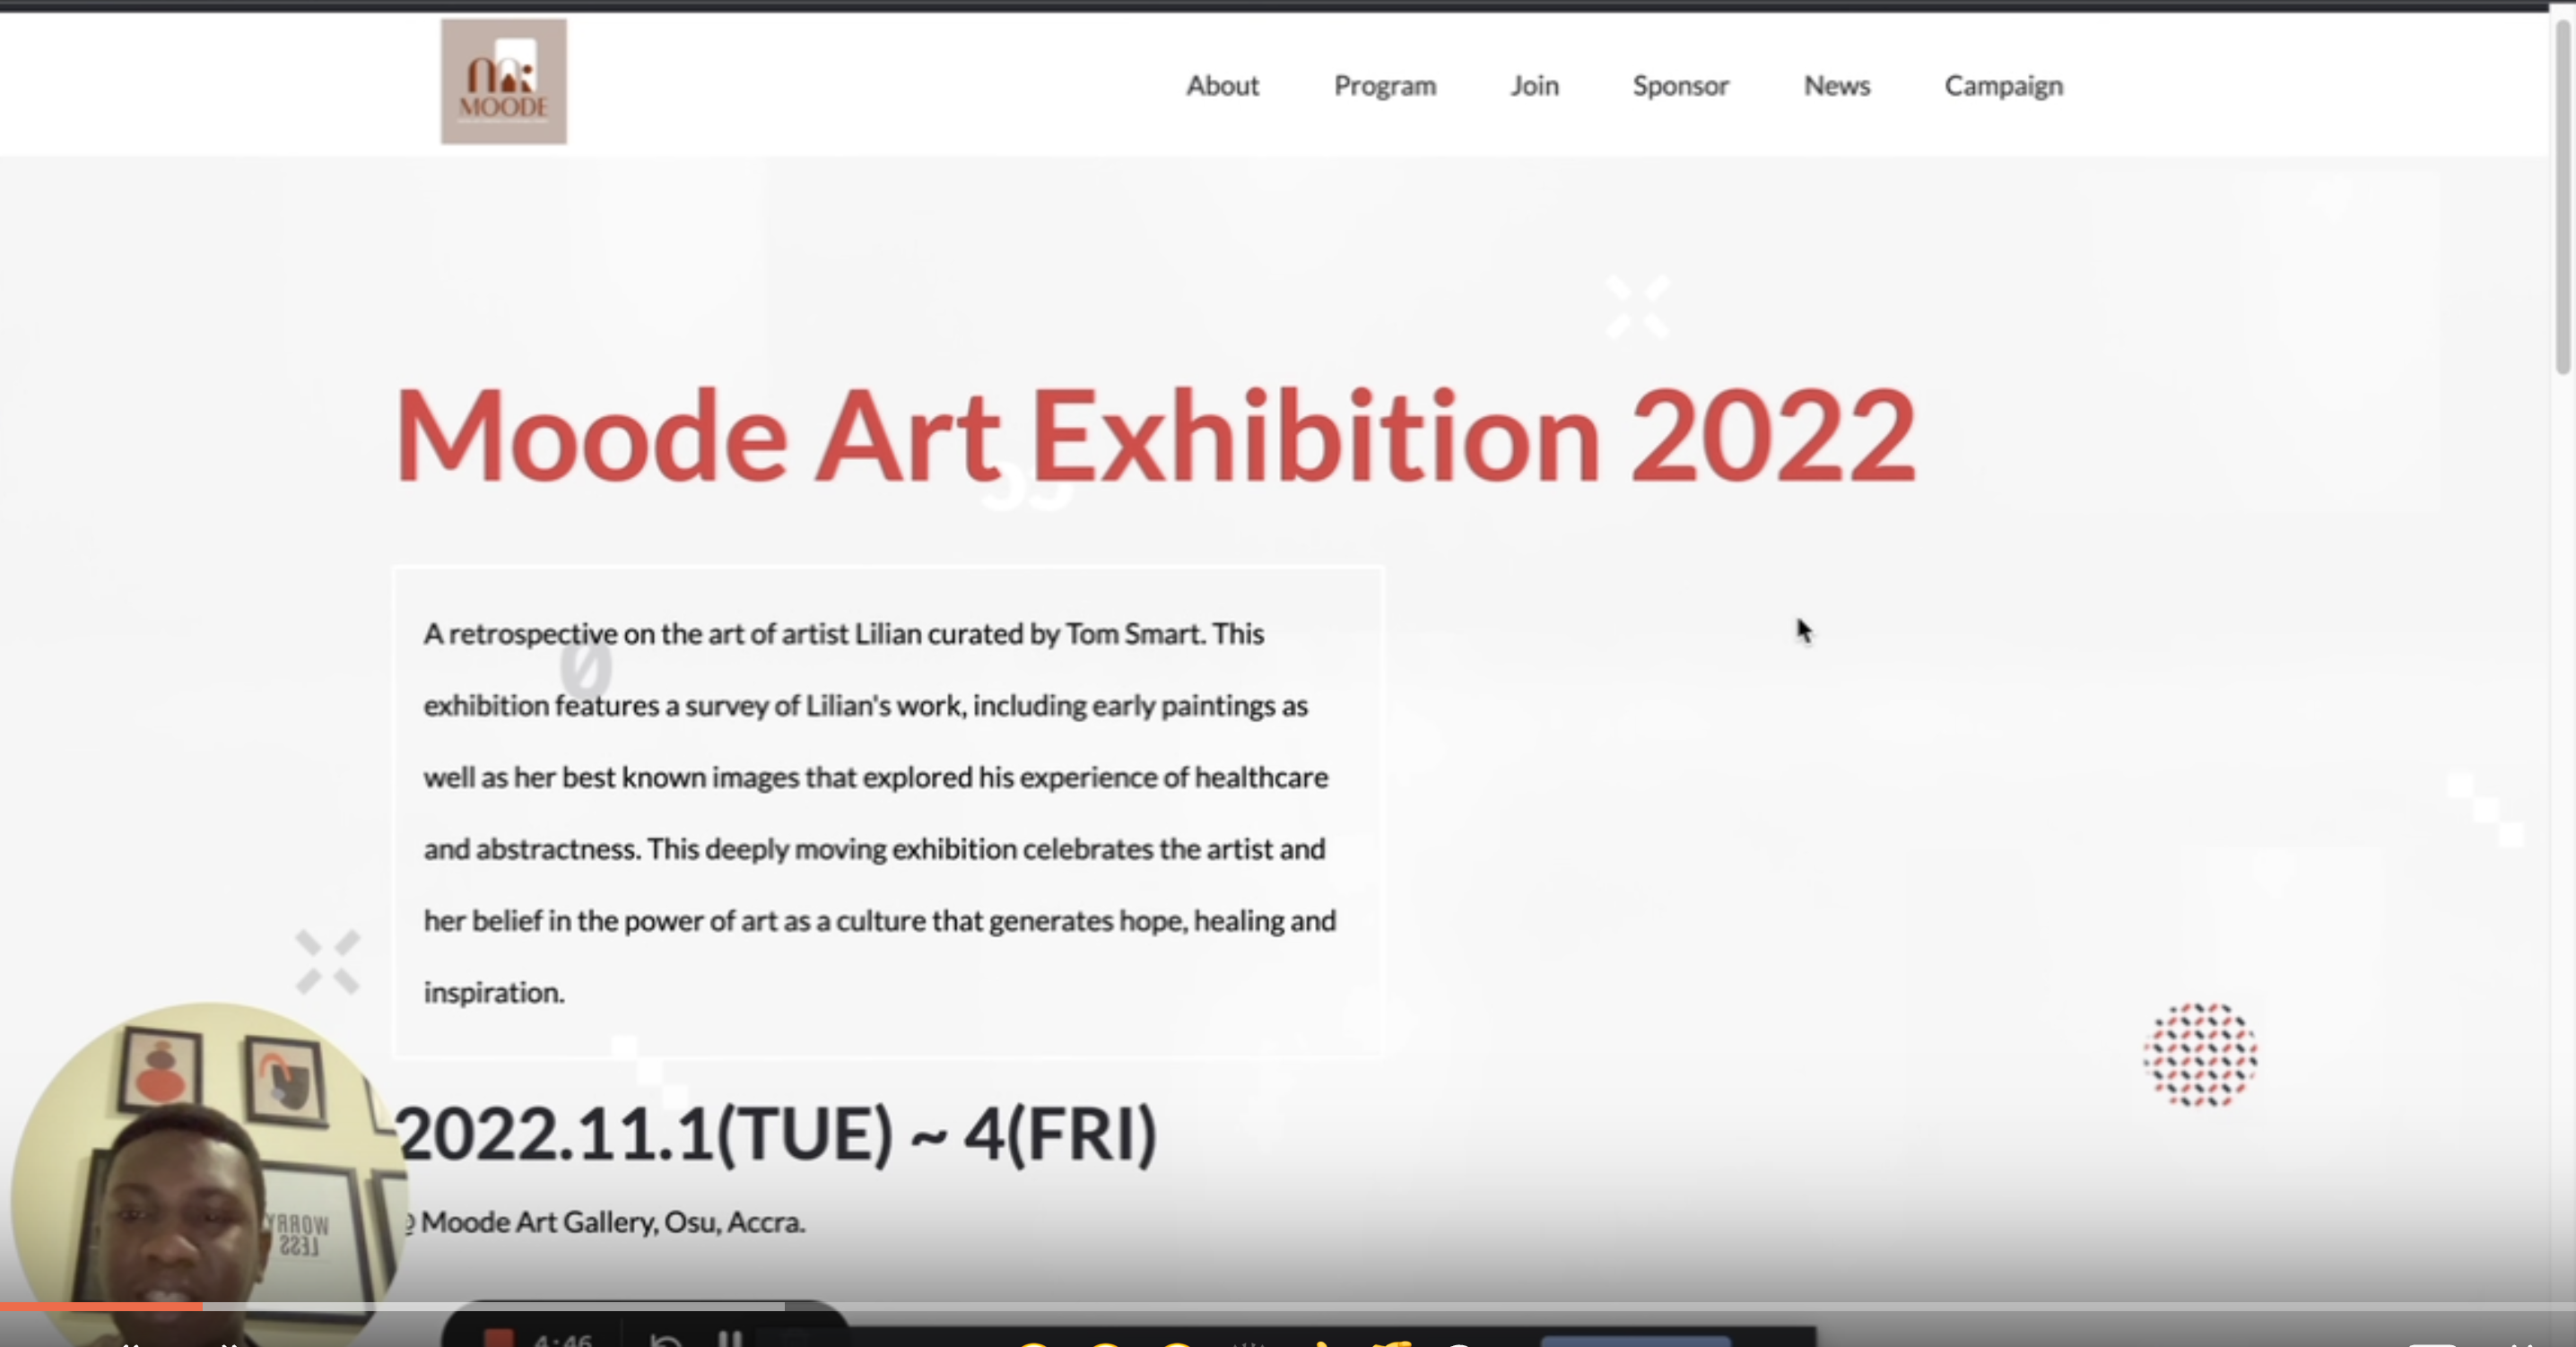 MOODE
About Program Join Sponsor News Campaign
Moode Art Exhibition 2022
A retrospective on the art of artist Lilian curated by Tom Smart. This
exhibition features a survey of Lilian's work, including early paintings as
well as her best known images that explored his experience of healthcare
and abstractness. This deeply moving exhibition celebrates the artist and
her belief in the power of art as a culture that generates hope, healing and
inspiration.
2022.11.1(TUE) ~ 4(FRI)
@ Moode Art Gallery, Osu, Accra.
WORRY
LESS
4:46